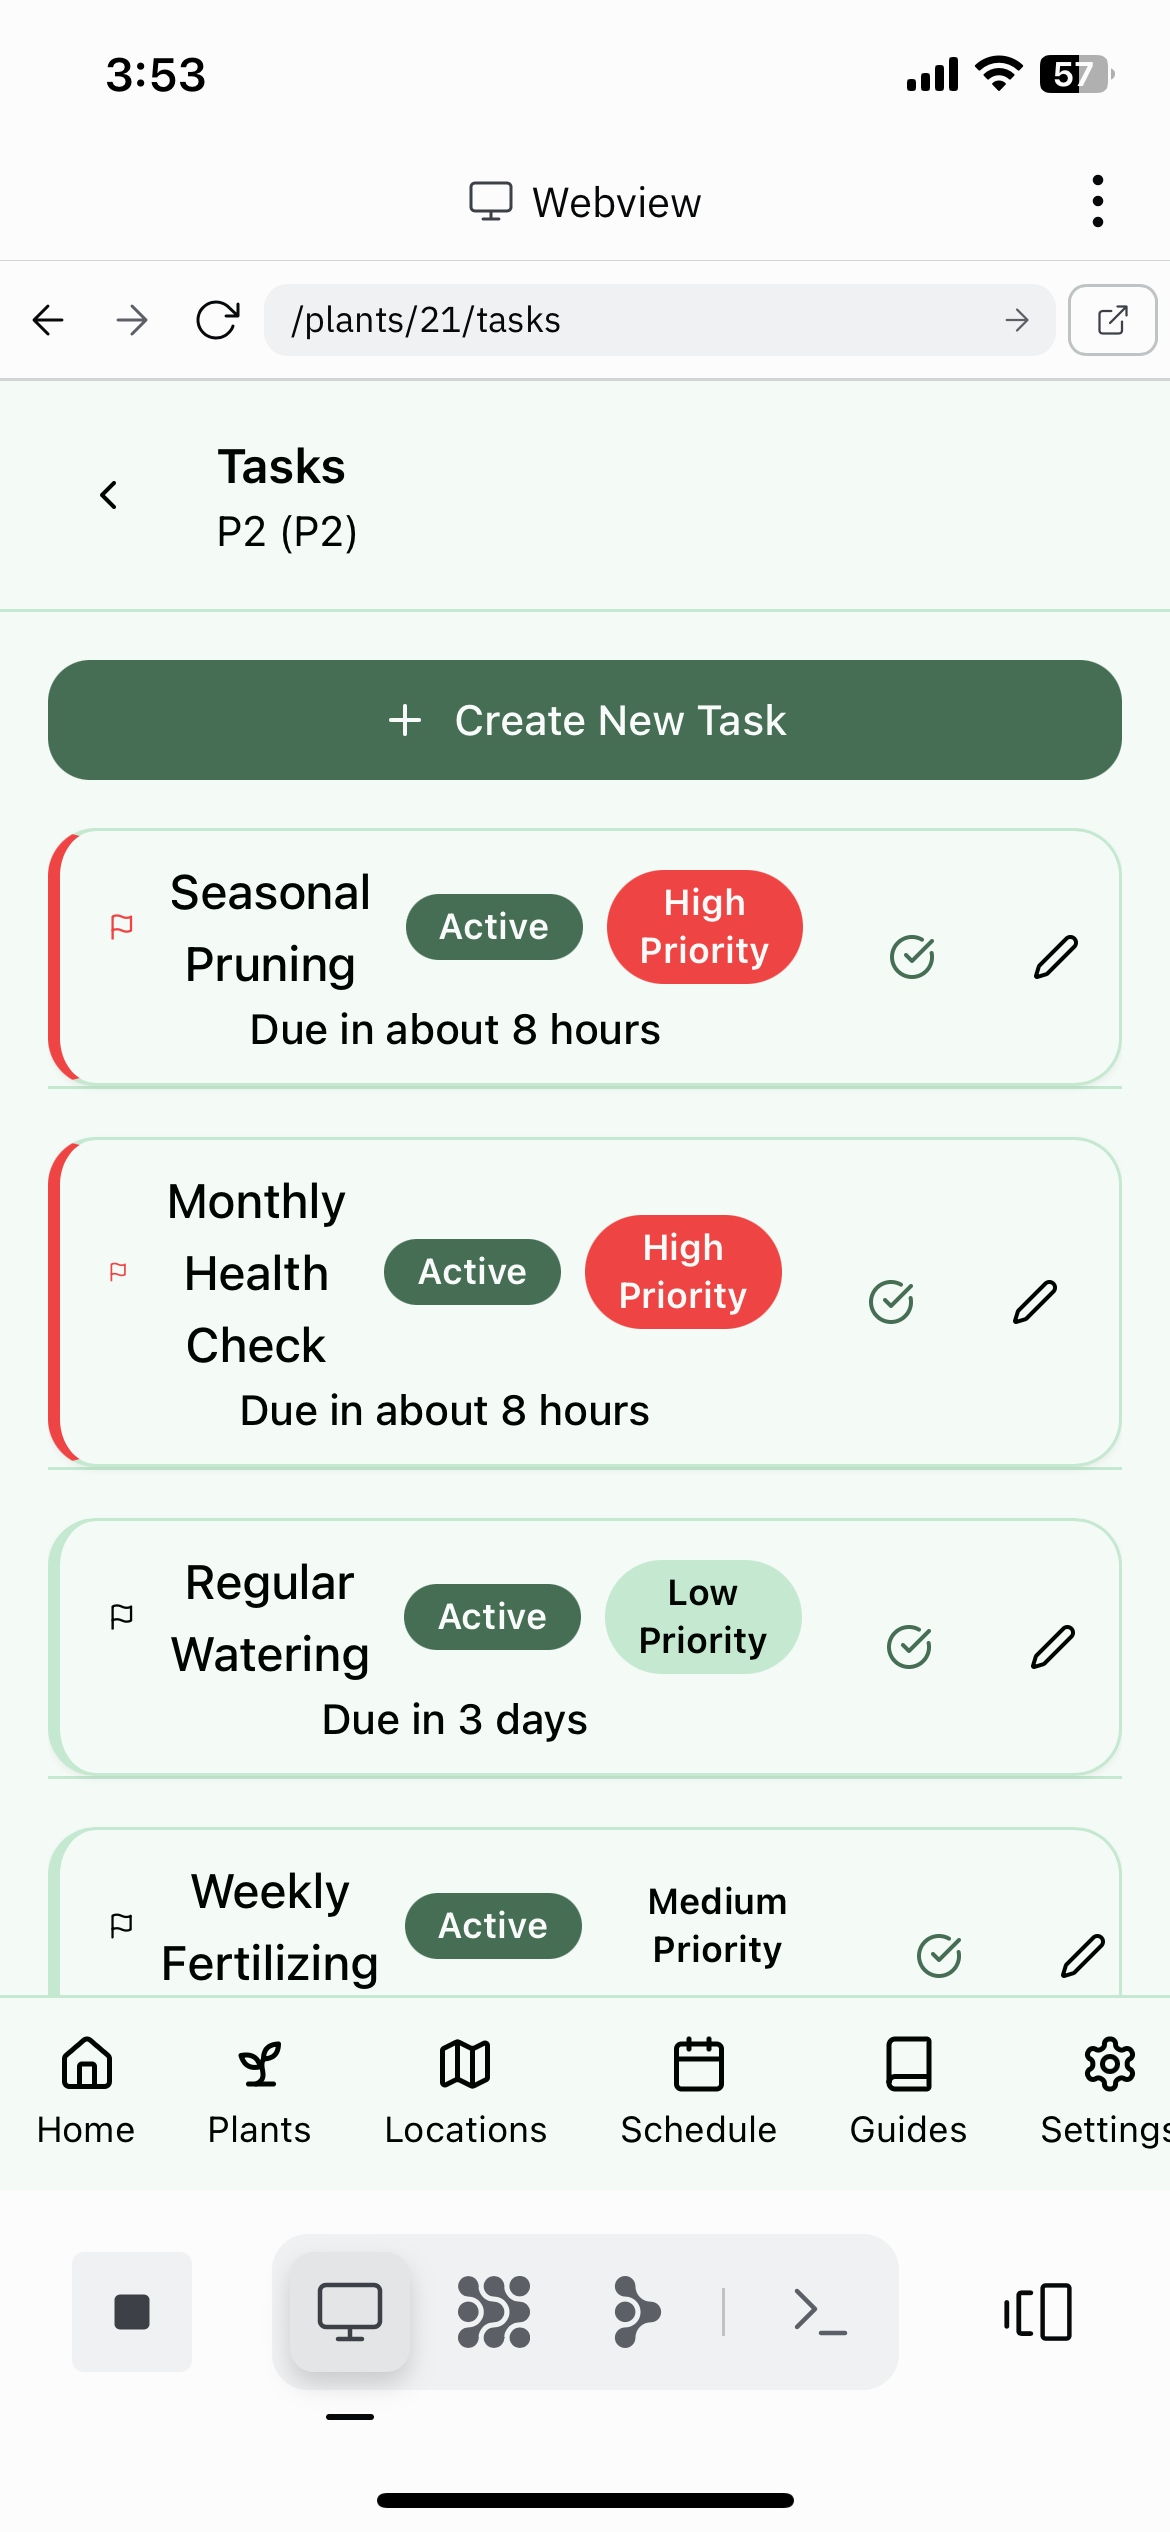 3:53
57
Webview
/plants/21/tasks
Tasks
P2 (P2)
Create New Task
Seasonal
Pruning
Active
High
Priority
Due in about 8 hours
Monthly
Health
Check
Active
High
Priority
Due in about 8 hours
Regular
Watering
Active
Low
Priority
Due in 3 days
Weekly
Fertilizing
Active
Medium
Priority
Home
Plants
Locations
Schedule
Guides
Settings